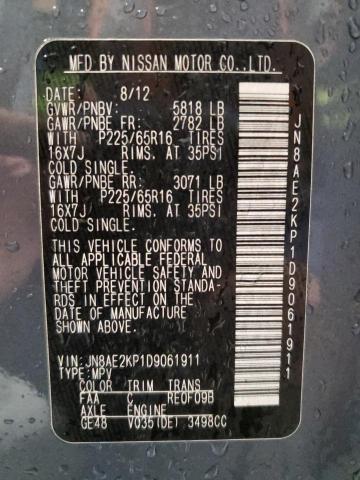 MFD BY NISSAN MOTOR CO.,LTD.
DATE: 8/12
GVWR/PNBV: 5818 LB
GAWR/PNBE FR: 2782 LB
WITH P225/65R16 TIRES
16X7J RIMS. AT 35PSI
COLD SINGLE.
GAWR/PNBE RR: 3071 LB
WITH P225/65R16 TIRES
16X7J RIMS. AT 35PSI
COLD SINGLE.
THIS VEHICLE CONFORMS TO
ALL APPLICABLE FEDERAL
MOTOR VEHICLE SAFETY AND
THEFT PREVENTION STANDA-
RDS IN EFFECT ON THE
DATE OF MANUFACTURE
SHOWN ABOVE.
VIN: JN8AE2KP1D9061911
TYPE: MPV
COLOR TRIM TRANS
FAA C RE0F09B
AXLE ENGINE
GE48 VQ35(DE) 3498CC
JN8AE2KP1D9061911